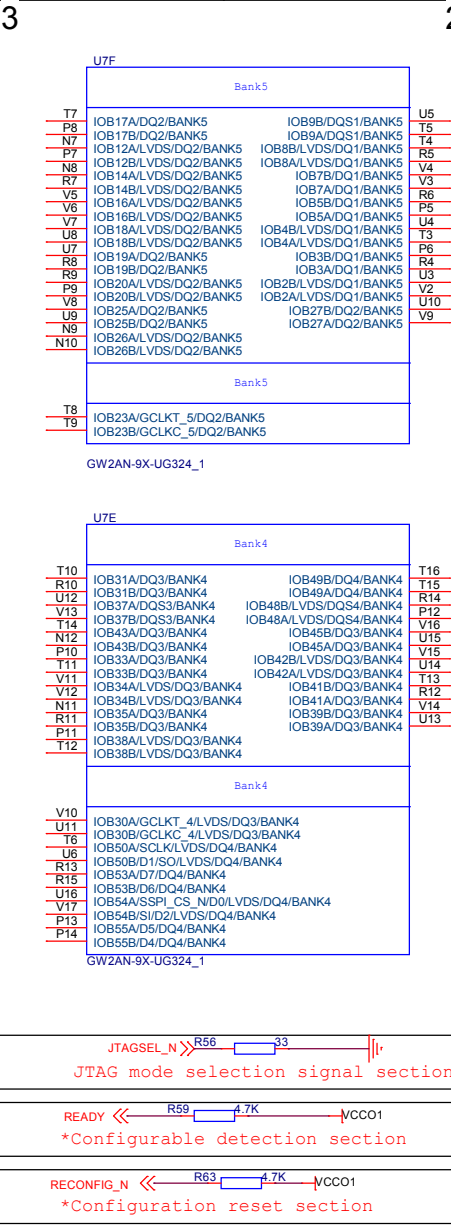 3
U7F
Bank5
T7 IOB17A/DQ2/BANK5 IOB9B/DQS1/BANK5 U5
P8 IOB17B/DQ2/BANK5 IOB9A/DQS1/BANK5 T5
N7 IOB12A/LVDS/DQ2/BANK5 IOB8B/LVDS/DQ1/BANK5 T4
P7 IOB12B/LVDS/DQ2/BANK5 IOB8A/LVDS/DQ1/BANK5 R5
N8 IOB14A/LVDS/DQ2/BANK5 IOB7B/DQ1/BANK5 V4
R7 IOB14B/LVDS/DQ2/BANK5 IOB7A/DQ1/BANK5 V3
V5 IOB16A/LVDS/DQ2/BANK5 IOB5B/DQ1/BANK5 R6
V6 IOB16B/LVDS/DQ2/BANK5 IOB5A/DQ1/BANK5 P5
V7 IOB18A/LVDS/DQ2/BANK5 IOB4B/LVDS/DQ1/BANK5 U4
U8 IOB18B/LVDS/DQ2/BANK5 IOB4A/LVDS/DQ1/BANK5 T3
U7 IOB19A/DQ2/BANK5 IOB3B/DQ1/BANK5 P6
R8 IOB19B/DQ2/BANK5 IOB3A/DQ1/BANK5 R4
R9 IOB20A/LVDS/DQ2/BANK5 IOB2B/LVDS/DQ1/BANK5 U3
P9 IOB20B/LVDS/DQ2/BANK5 IOB2A/LVDS/DQ1/BANK5 V2
V8 IOB25A/DQ2/BANK5 IOB27B/DQ2/BANK5 U10
U9 IOB25B/DQ2/BANK5 IOB27A/DQ2/BANK5 V9
N9 IOB26A/LVDS/DQ2/BANK5
N10 IOB26B/LVDS/DQ2/BANK5
Bank5
T8 IOB23A/GCLKT_5/DQ2/BANK5
T9 IOB23B/GCLKC_5/DQ2/BANK5
GW2AN-9X-UG324_1
U7E
Bank4
T10 IOB31A/DQ3/BANK4 IOB49B/DQ4/BANK4 T16
R10 IOB31B/DQ3/BANK4 IOB49A/DQ4/BANK4 T15
U12 IOB37A/DQS3/BANK4 IOB48B/LVDS/DQS4/BANK4 R14
V13 IOB37B/DQS3/BANK4 IOB48A/LVDS/DQS4/BANK4 P12
T14 IOB43A/DQ3/BANK4 IOB45B/DQ3/BANK4 V16
N12 IOB43B/DQ3/BANK4 IOB45A/DQ3/BANK4 U15
P10 IOB33A/DQ3/BANK4 IOB42B/LVDS/DQ3/BANK4 V15
T11 IOB33B/DQ3/BANK4 IOB42A/LVDS/DQ3/BANK4 U14
V11 IOB34A/LVDS/DQ3/BANK4 IOB41B/DQ3/BANK4 T13
V12 IOB34B/LVDS/DQ3/BANK4 IOB41A/DQ3/BANK4 R12
N11 IOB35A/DQ3/BANK4 IOB39B/DQ3/BANK4 V14
R11 IOB35B/DQ3/BANK4 IOB39A/DQ3/BANK4 U13
P11 IOB38A/LVDS/DQ3/BANK4
T12 IOB38B/LVDS/DQ3/BANK4
Bank4
V10 IOB30A/GCLKT_4/LVDS/DQ3/BANK4
U11 IOB30B/GCLKC_4/LVDS/DQ3/BANK4
T6 IOB50A/SCLK/LVDS/DQ4/BANK4
U6 IOB50B/D1/SO/LVDS/DQ4/BANK4
R13 IOB53A/D7/DQ4/BANK4
R15 IOB53B/D6/DQ4/BANK4
U16 IOB54A/SSPI_CS_N/D0/LVDS/DQ4/BANK4
V17 IOB54B/SI/D2/LVDS/DQ4/BANK4
P13 IOB55A/D5/DQ4/BANK4
P14 IOB55B/D4/DQ4/BANK4
GW2AN-9X-UG324_1
JTAGSEL_N R56 33
JTAG mode selection signal section
READY R59 4.7K VCCO1
*Configurable detection section
RECONFIG_N R63 4.7K VCCO1
*Configuration reset section